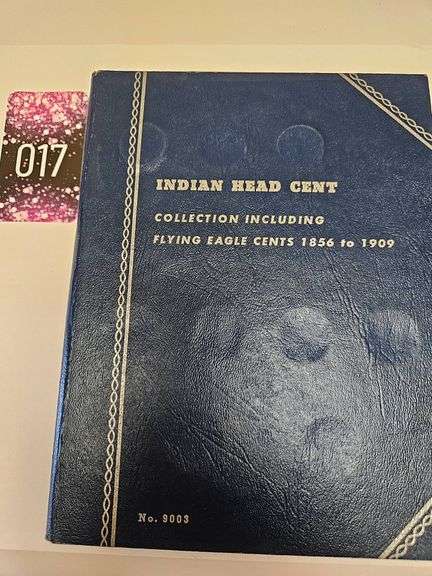 017
INDIAN HEAD CENT
COLLECTION INCLUDING
FLYING EAGLE CENTS 1856 to 1909
No. 9003